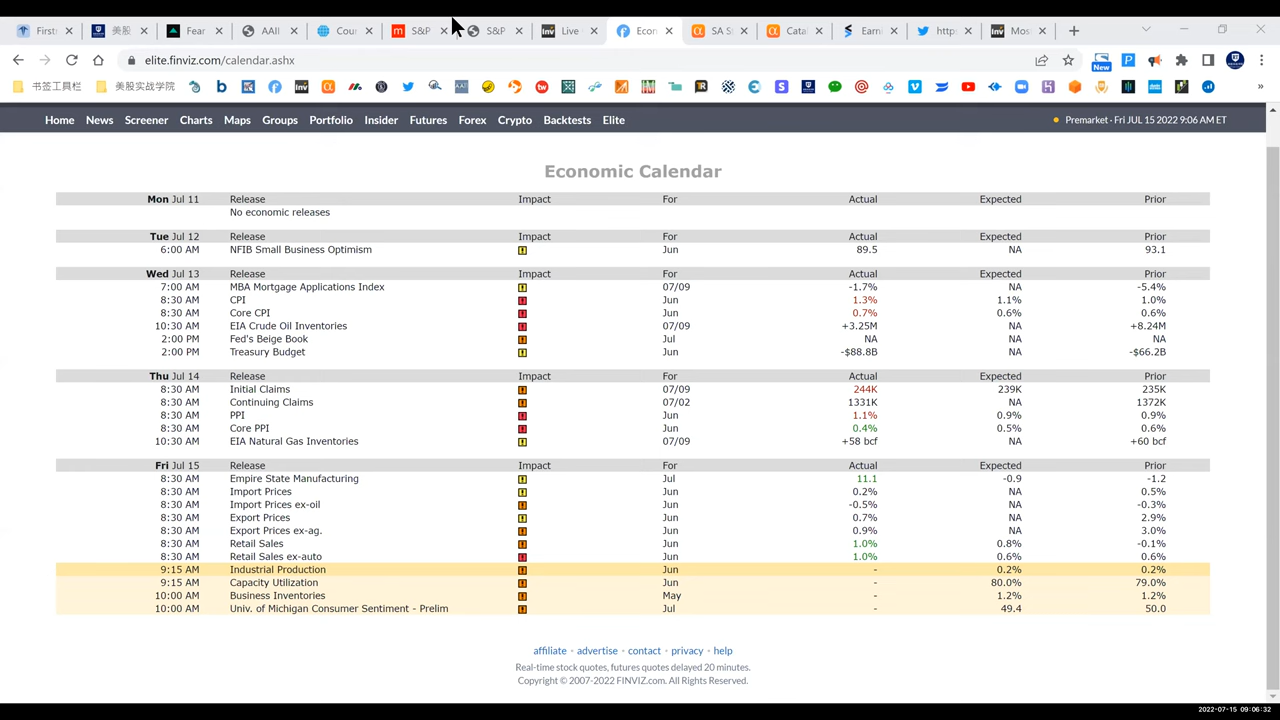 First
美股
Fear
AAII
Cour
S&P
S&P
Live
Econ
SA S
Catal
Earni
http
Mos
elite.finviz.com/calendar.ashx
New
书签工具栏
美股实战学院
Home News Screener Charts Maps Groups Portfolio Insider Futures Forex Crypto Backtests Elite
Premarket · Fri JUL 15 2022 9:06 AM ET
Economic Calendar
Mon Jul 11 Release Impact For Actual Expected Prior
No economic releases
Tue Jul 12 Release Impact For Actual Expected Prior
6:00 AM NFIB Small Business Optimism Jun 89.5 NA 93.1
Wed Jul 13 Release Impact For Actual Expected Prior
7:00 AM MBA Mortgage Applications Index 07/09 -1.7% NA -5.4%
8:30 AM CPI Jun 1.3% 1.1% 1.0%
8:30 AM Core CPI Jun 0.7% 0.6% 0.6%
10:30 AM EIA Crude Oil Inventories 07/09 +3.25M NA +8.24M
2:00 PM Fed's Beige Book Jul NA NA NA
2:00 PM Treasury Budget Jun -$88.8B NA -$66.2B
Thu Jul 14 Release Impact For Actual Expected Prior
8:30 AM Initial Claims 07/09 244K 239K 235K
8:30 AM Continuing Claims 07/02 1331K NA 1372K
8:30 AM PPI Jun 1.1% 0.9% 0.9%
8:30 AM Core PPI Jun 0.4% 0.5% 0.6%
10:30 AM EIA Natural Gas Inventories 07/09 +58 bcf NA +60 bcf
Fri Jul 15 Release Impact For Actual Expected Prior
8:30 AM Empire State Manufacturing Jul 11.1 -0.9 -1.2
8:30 AM Import Prices Jun 0.2% NA 0.5%
8:30 AM Import Prices ex-oil Jun -0.5% NA -0.3%
8:30 AM Export Prices Jun 0.7% NA 2.9%
8:30 AM Export Prices ex-ag. Jun 0.9% NA 3.0%
8:30 AM Retail Sales Jun 1.0% 0.8% -0.1%
8:30 AM Retail Sales ex-auto Jun 1.0% 0.6% 0.6%
9:15 AM Industrial Production Jun - 0.2% 0.2%
9:15 AM Capacity Utilization Jun - 80.0% 79.0%
10:00 AM Business Inventories May - 1.2% 1.2%
10:00 AM Univ. of Michigan Consumer Sentiment - Prelim Jul - 49.4 50.0
affiliate • advertise • contact • privacy • help
Real-time stock quotes, futures quotes delayed 20 minutes.
Copyright © 2007-2022 FINVIZ.com. All Rights Reserved.
2022-07-15 09:06:32